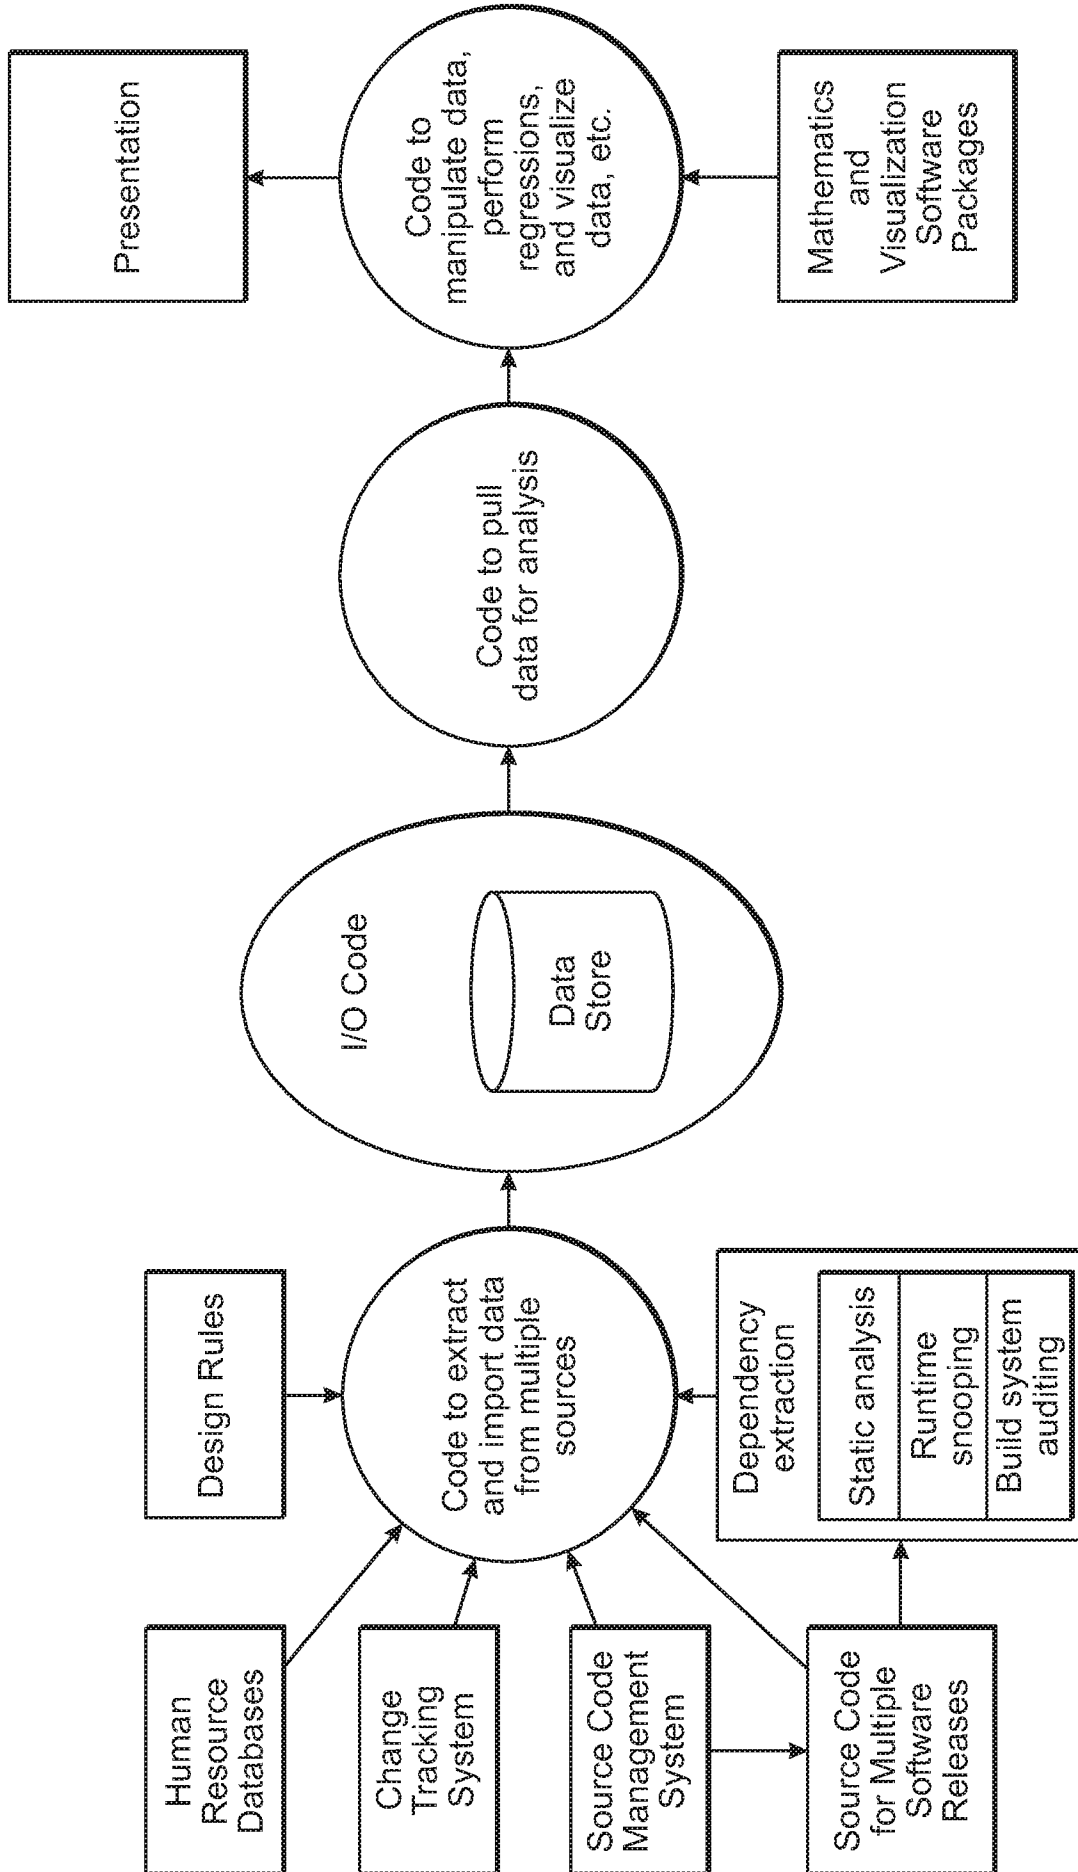 Human
Resource
Databases
Change
Tracking
System
Source Code
Management
System
Source Code
for Multiple
Software
Releases
Design Rules
Code to extract
and import data
from multiple
sources
Dependency
extraction
Static analysis
Runtime
snooping
Build system
auditing
I/O Code
Data
Store
Code to pull
data for analysis
Presentation
Code to
manipulate data,
perform
regressions,
and visualize
data, etc.
Mathematics
and
Visualization
Software
Packages